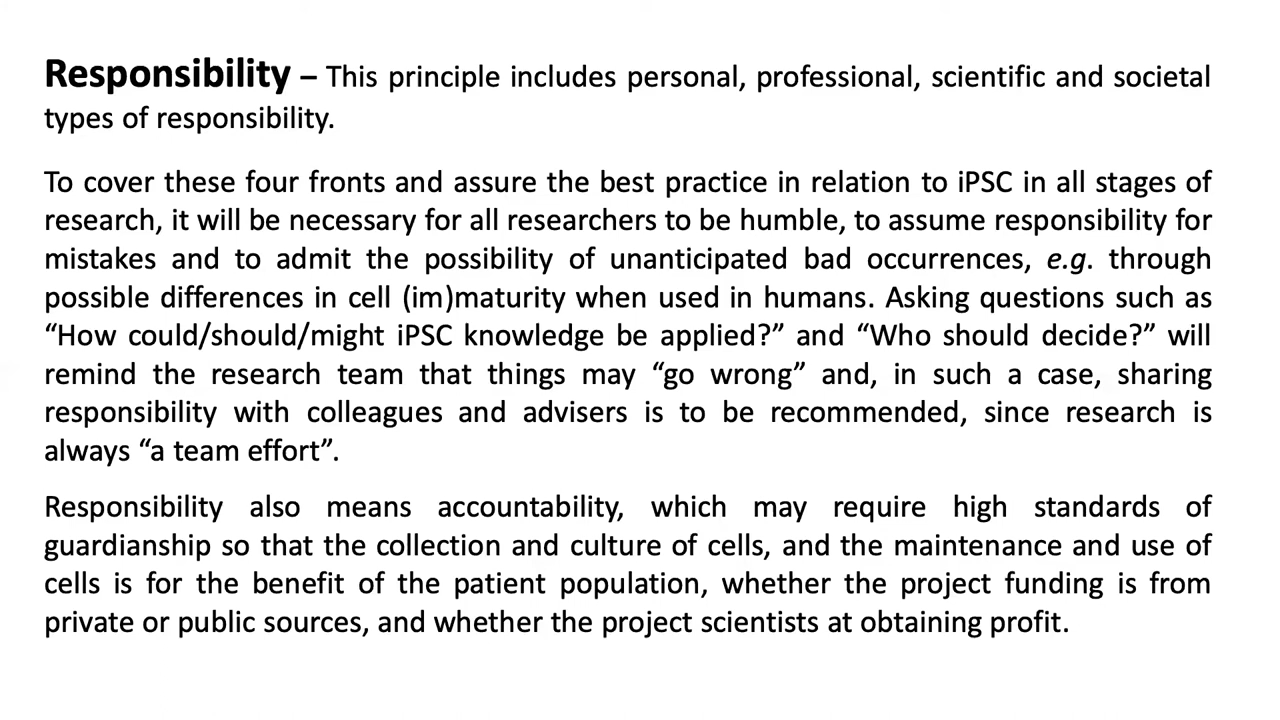 Responsibility – This principle includes personal, professional, scientific and societal
types of responsibility.
To cover these four fronts and assure the best practice in relation to iPSC in all stages of
research, it will be necessary for all researchers to be humble, to assume responsibility for
mistakes and to admit the possibility of unanticipated bad occurrences, e.g. through
possible differences in cell (im)maturity when used in humans. Asking questions such as
“How could/should/might iPSC knowledge be applied?” and “Who should decide?” will
remind the research team that things may “go wrong” and, in such a case, sharing
responsibility with colleagues and advisers is to be recommended, since research is
always “a team effort”.
Responsibility also means accountability, which may require high standards of
guardianship so that the collection and culture of cells, and the maintenance and use of
cells is for the benefit of the patient population, whether the project funding is from
private or public sources, and whether the project scientists at obtaining profit.